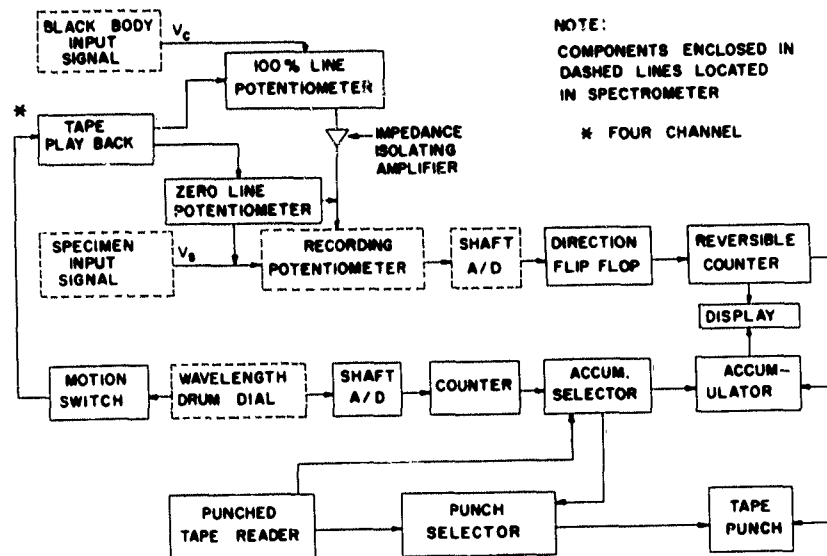 BLACK BODY
INPUT
SIGNAL
Vc
100 % LINE
POTENTIOMETER
NOTE:
COMPONENTS ENCLOSED IN
DASHED LINES LOCATED
IN SPECTROMETER
* FOUR CHANNEL
*
TAPE
PLAY BACK
IMPEDANCE
ISOLATING
AMPLIFIER
ZERO LINE
POTENTIOMETER
SPECIMEN
INPUT
SIGNAL
Vs
RECORDING
POTENTIOMETER
SHAFT
A/D
DIRECTION
FLIP FLOP
REVERSIBLE
COUNTER
DISPLAY
MOTION
SWITCH
WAVELENGTH
DRUM DIAL
SHAFT
A/D
COUNTER
ACCUM.
SELECTOR
ACCUM-
ULATOR
PUNCHED
TAPE READER
PUNCH
SELECTOR
TAPE
PUNCH